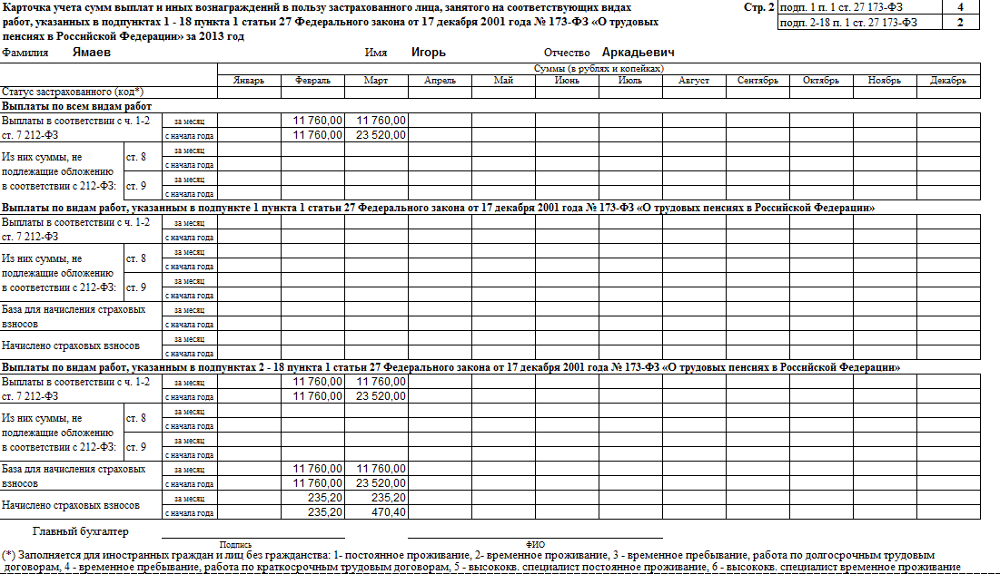 Карточка учета сумм выплат и иных вознаграждений в пользу застрахованного лица, занятого на соответствующих видах
работ, указанных в подпунктах 1 - 18 пункта 1 статьи 27 Федерального закона от 17 декабря 2001 года № 173-ФЗ «О трудовых
пенсиях в Российской Федерации» за 2013 год
Стр. 2 подп. 1 п. 1 ст. 27 173-ФЗ 4
подп. 2-18 п. 1 ст. 27 173-ФЗ 2
Фамилия Ямаев Имя Игорь Отчество Аркадьевич
Суммы (в рублях и копейках)
Январь Февраль Март Апрель Май Июнь Июль Август Сентябрь Октябрь Ноябрь Декабрь
Статус застрахованного (код*)
Выплаты по всем видам работ
Выплаты в соответствии с ч. 1-2 за месяц 11 760,00 11 760,00
ст. 7 212-ФЗ с начала года 11 760,00 23 520,00
Из них суммы, не
подлежащие обложению
в соответствии с 212-ФЗ:
ст. 8 за месяц
с начала года
ст. 9 за месяц
с начала года
Выплаты по видам работ, указанным в подпункте 1 пункта 1 статьи 27 Федерального закона от 17 декабря 2001 года № 173-ФЗ «О трудовых пенсиях в Российской Федерации»
Выплаты в соответствии с ч. 1-2 за месяц
ст. 7 212-ФЗ с начала года
Из них суммы, не
подлежащие обложению
в соответствии с 212-ФЗ:
ст. 8 за месяц
с начала года
ст. 9 за месяц
с начала года
База для начисления страховых за месяц
взносов с начала года
Начислено страховых взносов за месяц
с начала года
Выплаты по видам работ, указанным в подпунктах 2 - 18 пункта 1 статьи 27 Федерального закона от 17 декабря 2001 года № 173-ФЗ «О трудовых пенсиях в Российской Федерации»
Выплаты в соответствии с ч. 1-2 за месяц 11 760,00 11 760,00
ст. 7 212-ФЗ с начала года 11 760,00 23 520,00
Из них суммы, не
подлежащие обложению
в соответствии с 212-ФЗ:
ст. 8 за месяц
с начала года
ст. 9 за месяц
с начала года
База для начисления страховых за месяц 11 760,00 11 760,00
взносов с начала года 11 760,00 23 520,00
Начислено страховых взносов за месяц 235,20 235,20
с начала года 235,20 470,40
Главный бухгалтер
Подпись ФИО
(*) Заполняется для иностранных граждан и лиц без гражданства: 1- постоянное проживание, 2- временное проживание, 3 - временное пребывание, работа по долгосрочным трудовым
договорам, 4 - временное пребывание, работа по краткосрочным трудовым договорам, 5 - высококв. специалист постоянное проживание, 6 - высококв. специалист временное проживание